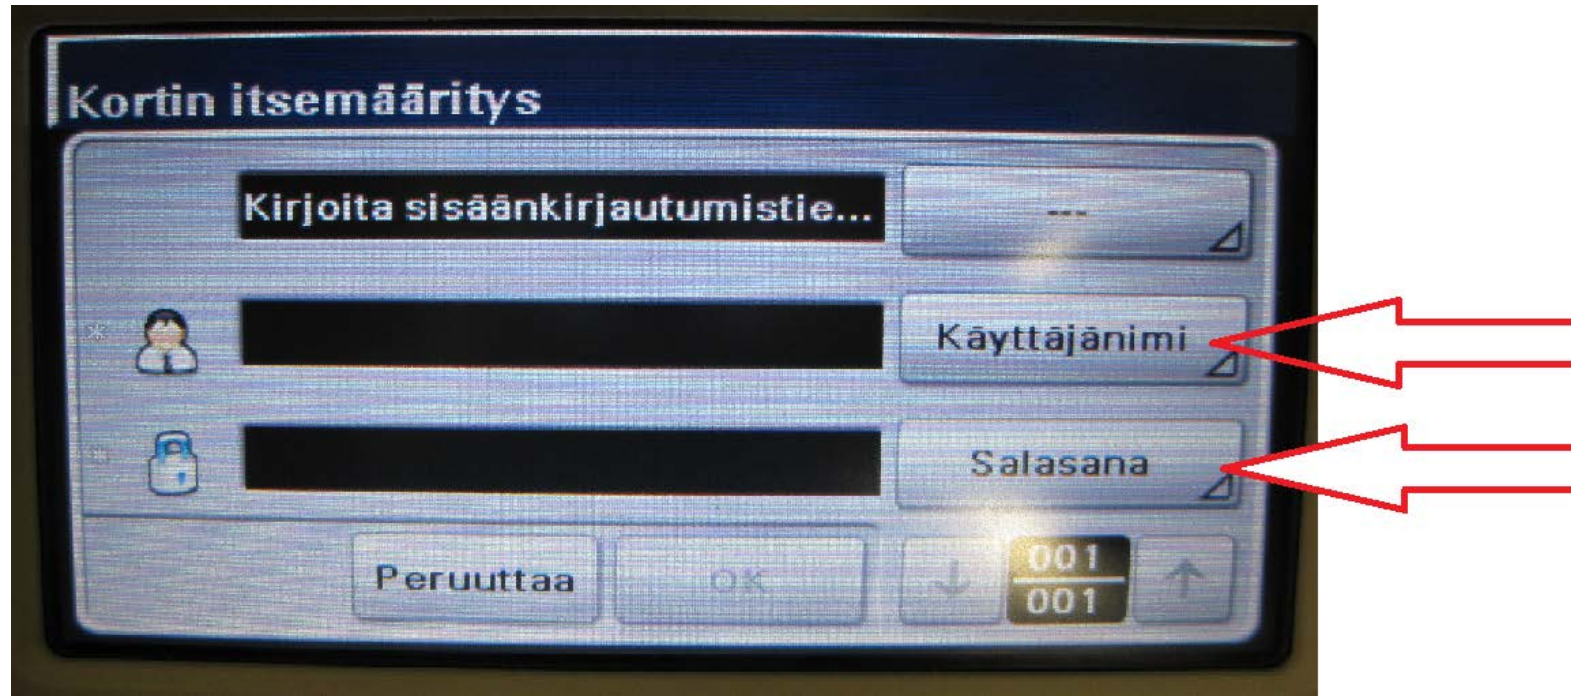 Kortin itsemääritys
Kirjoita sisäänkirjautumistie...
---
* Käyttäjänimi
* Salasana
Peruuttaa OK ↓ 001 ↑
001